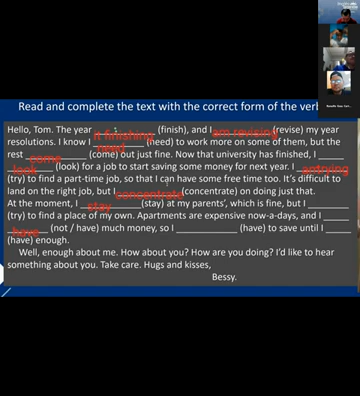 Read and complete the text with the correct form of the verb
Hello, Tom. The year it finishing (finish), and I am revising (revise) my year
resolutions. I know I need (need) to work more on some of them, but the
rest come (come) out just fine. Now that university has finished, I
look (look) for a job to start saving some money for next year. I
(try) to find a part-time job, so that I can have some free time too. It's difficult to
land on the right job, but I concentrate (concentrate) on doing just that.
At the moment, I stay (stay) at my parents', which is fine, but I
(try) to find a place of my own. Apartments are expensive now-a-days, and I
have (not / have) much money, so I (have) to save until I
(have) enough.
Well, enough about me. How about you? How are you doing? I'd like to hear
something about you. Take care. Hugs and kisses,
Bessy.